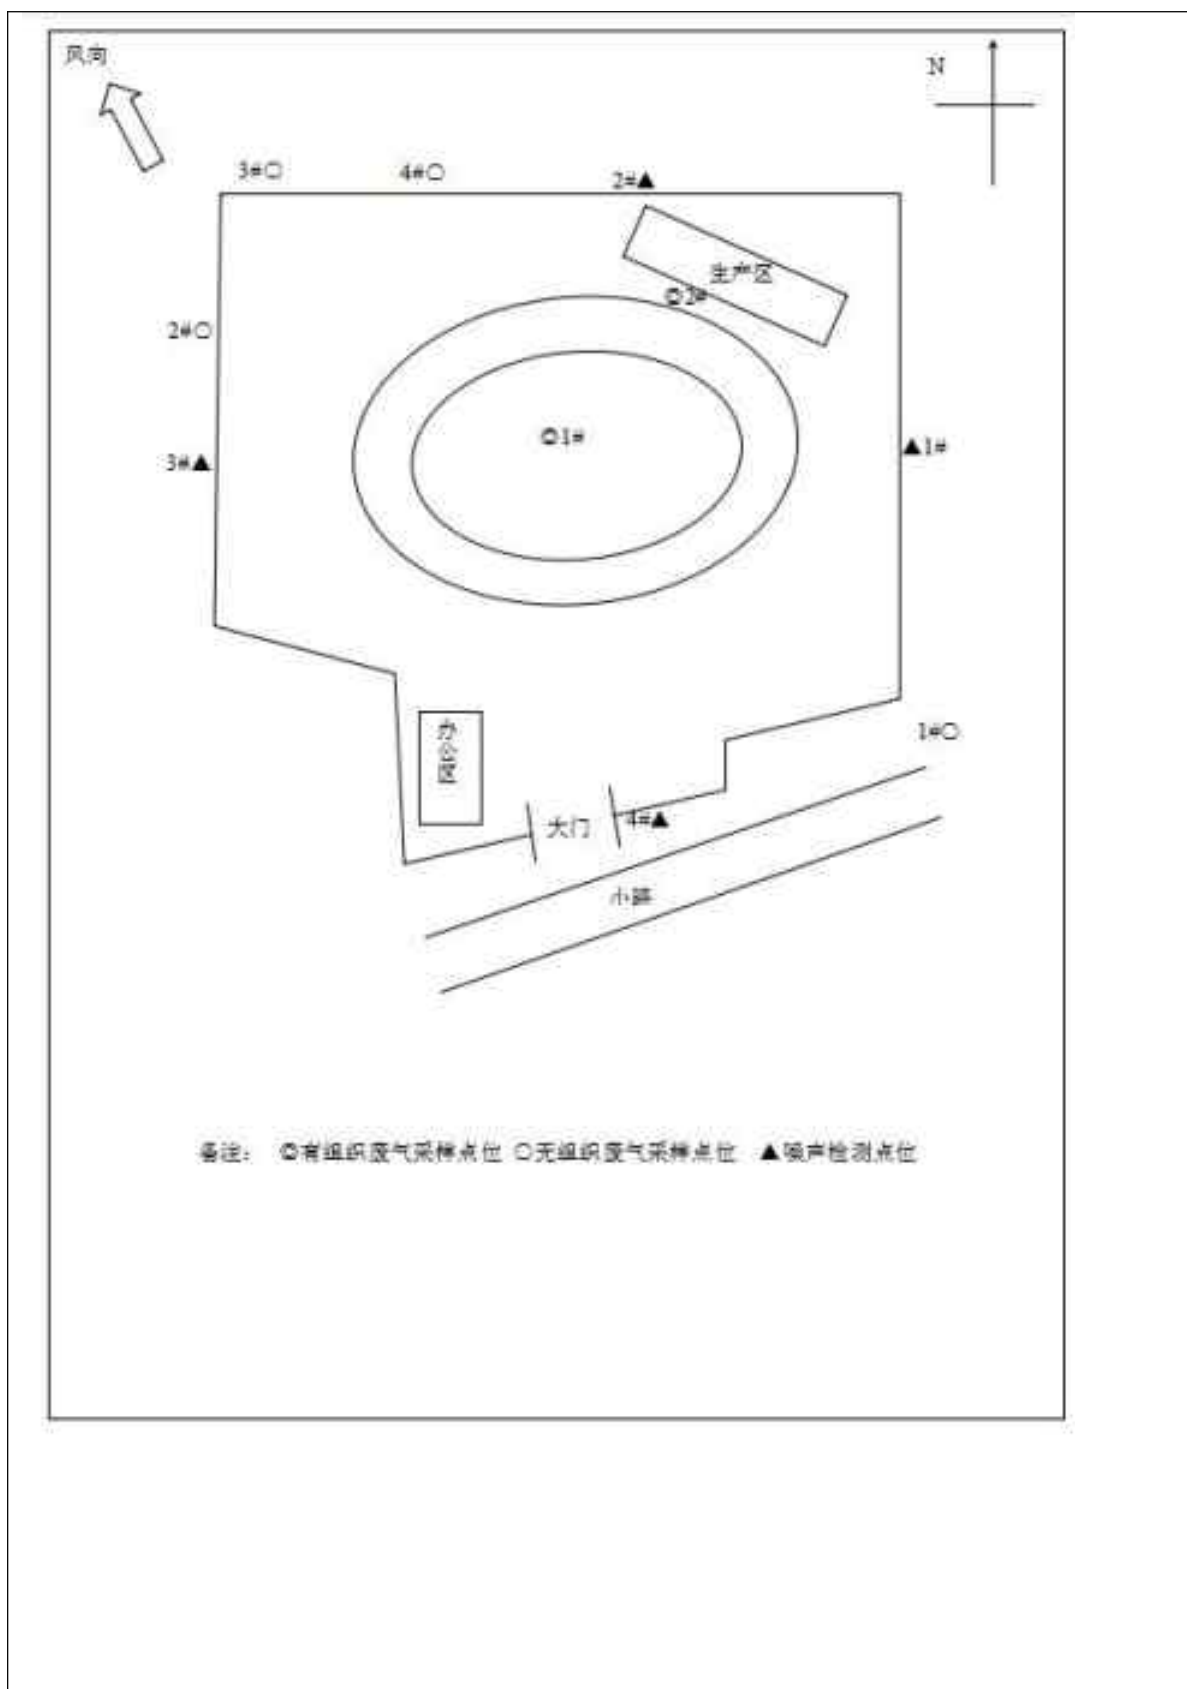 风向
N
3#○ 4#○ 2#▲
生产区
◎2#
2#○
◎1#
3#▲ ▲1#
办公区
1#○
大门 4#▲
小路
备注: ◎有组织废气采样点位 ○无组织废气采样点位 ▲噪声检测点位